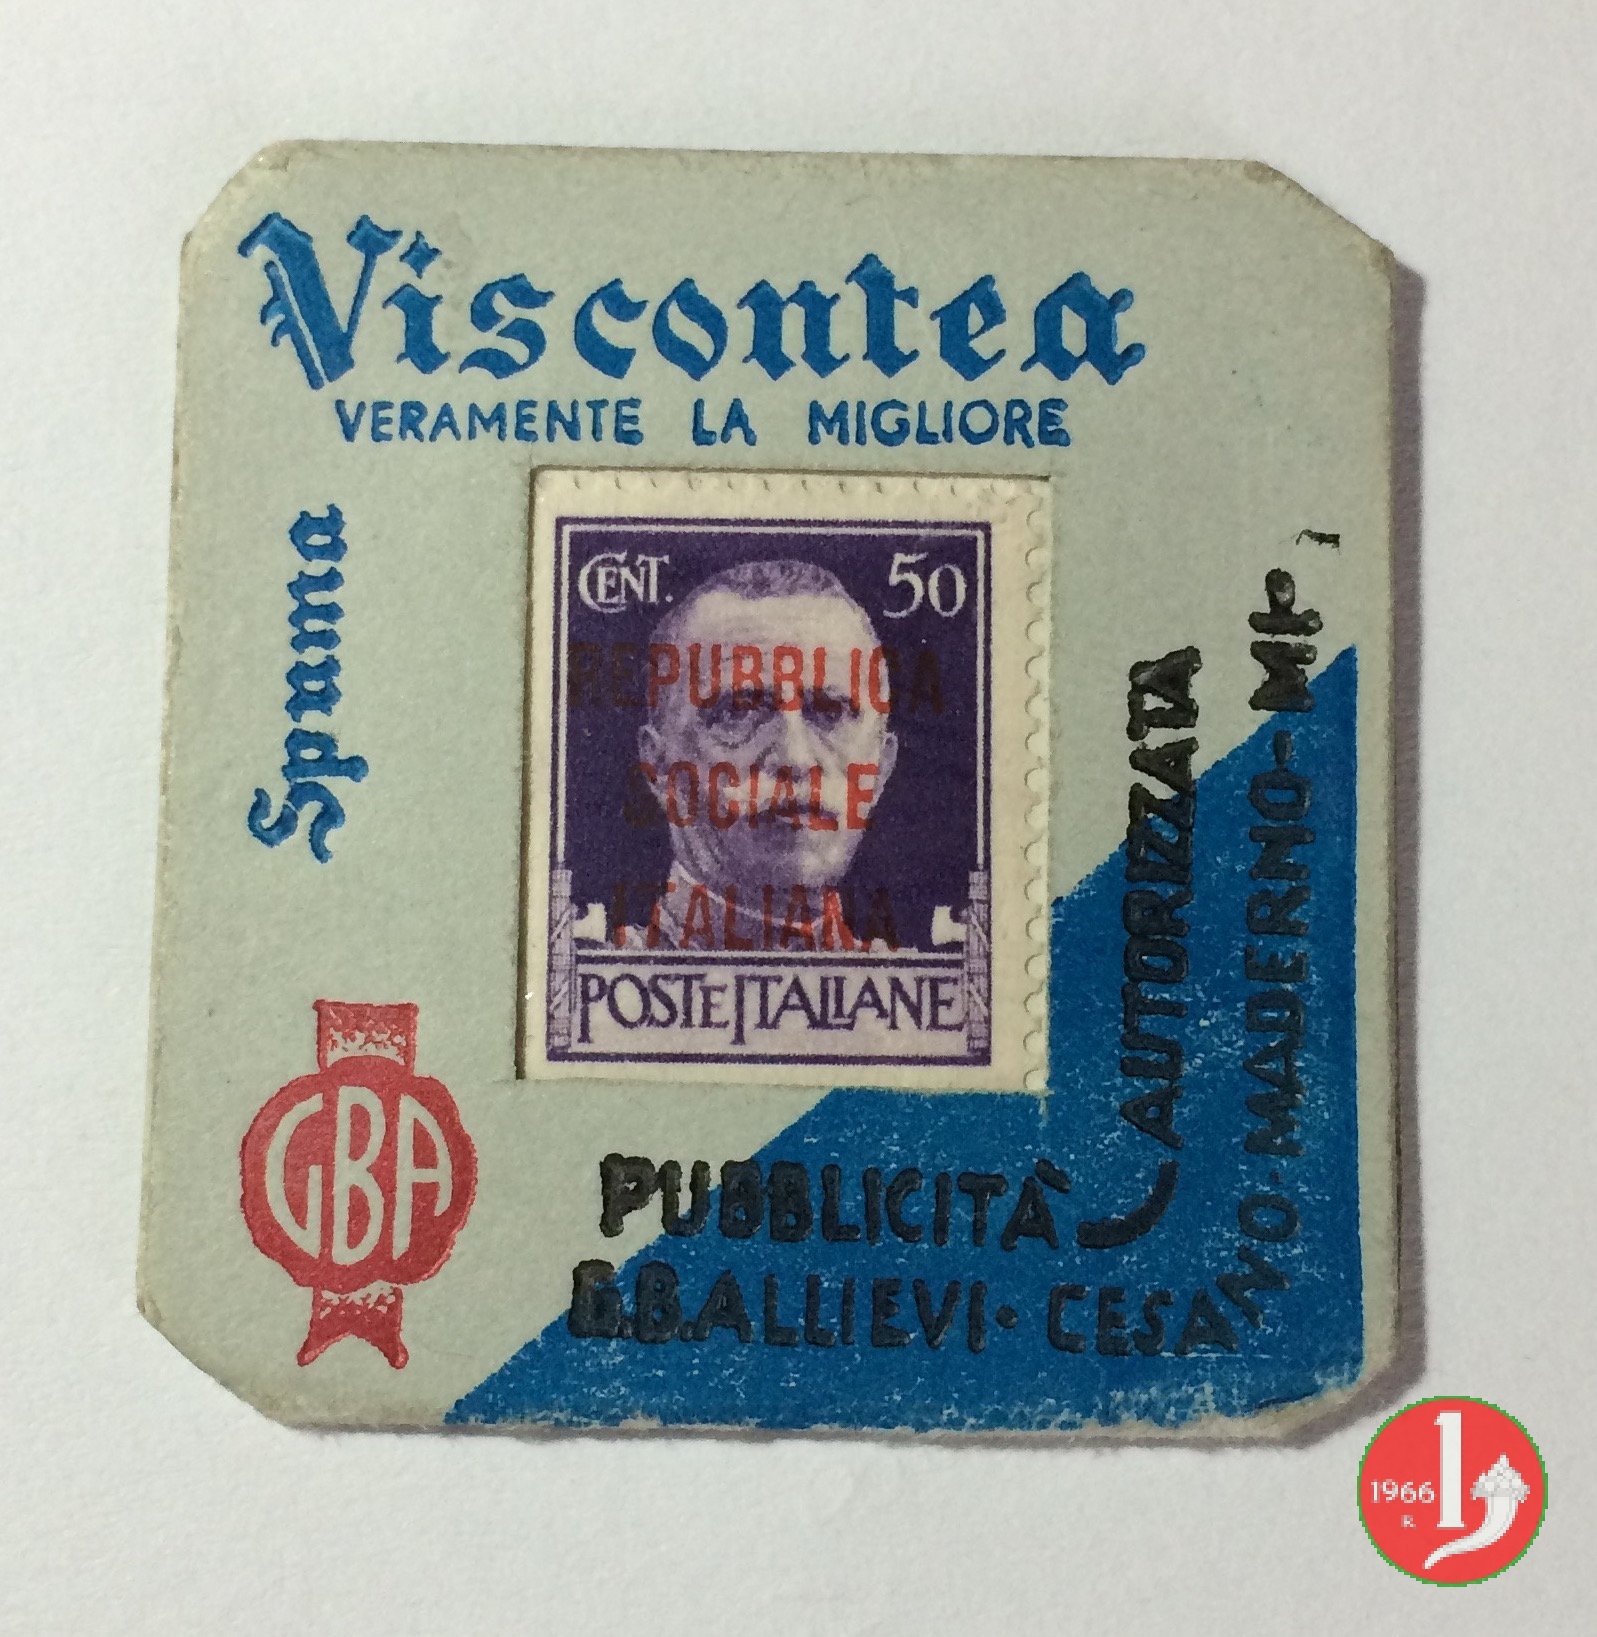 Viscontea
VERAMENTE LA MIGLIORE
Spuma
CENT. 50
REPUBBLICA
SOCIALE
ITALIANA
POSTE ITALIANE
GBA
PUBBLICITÀ AUTORIZZATA
G.B.ALLIEVI · CESANO · MADERNO - MI-
1966
R